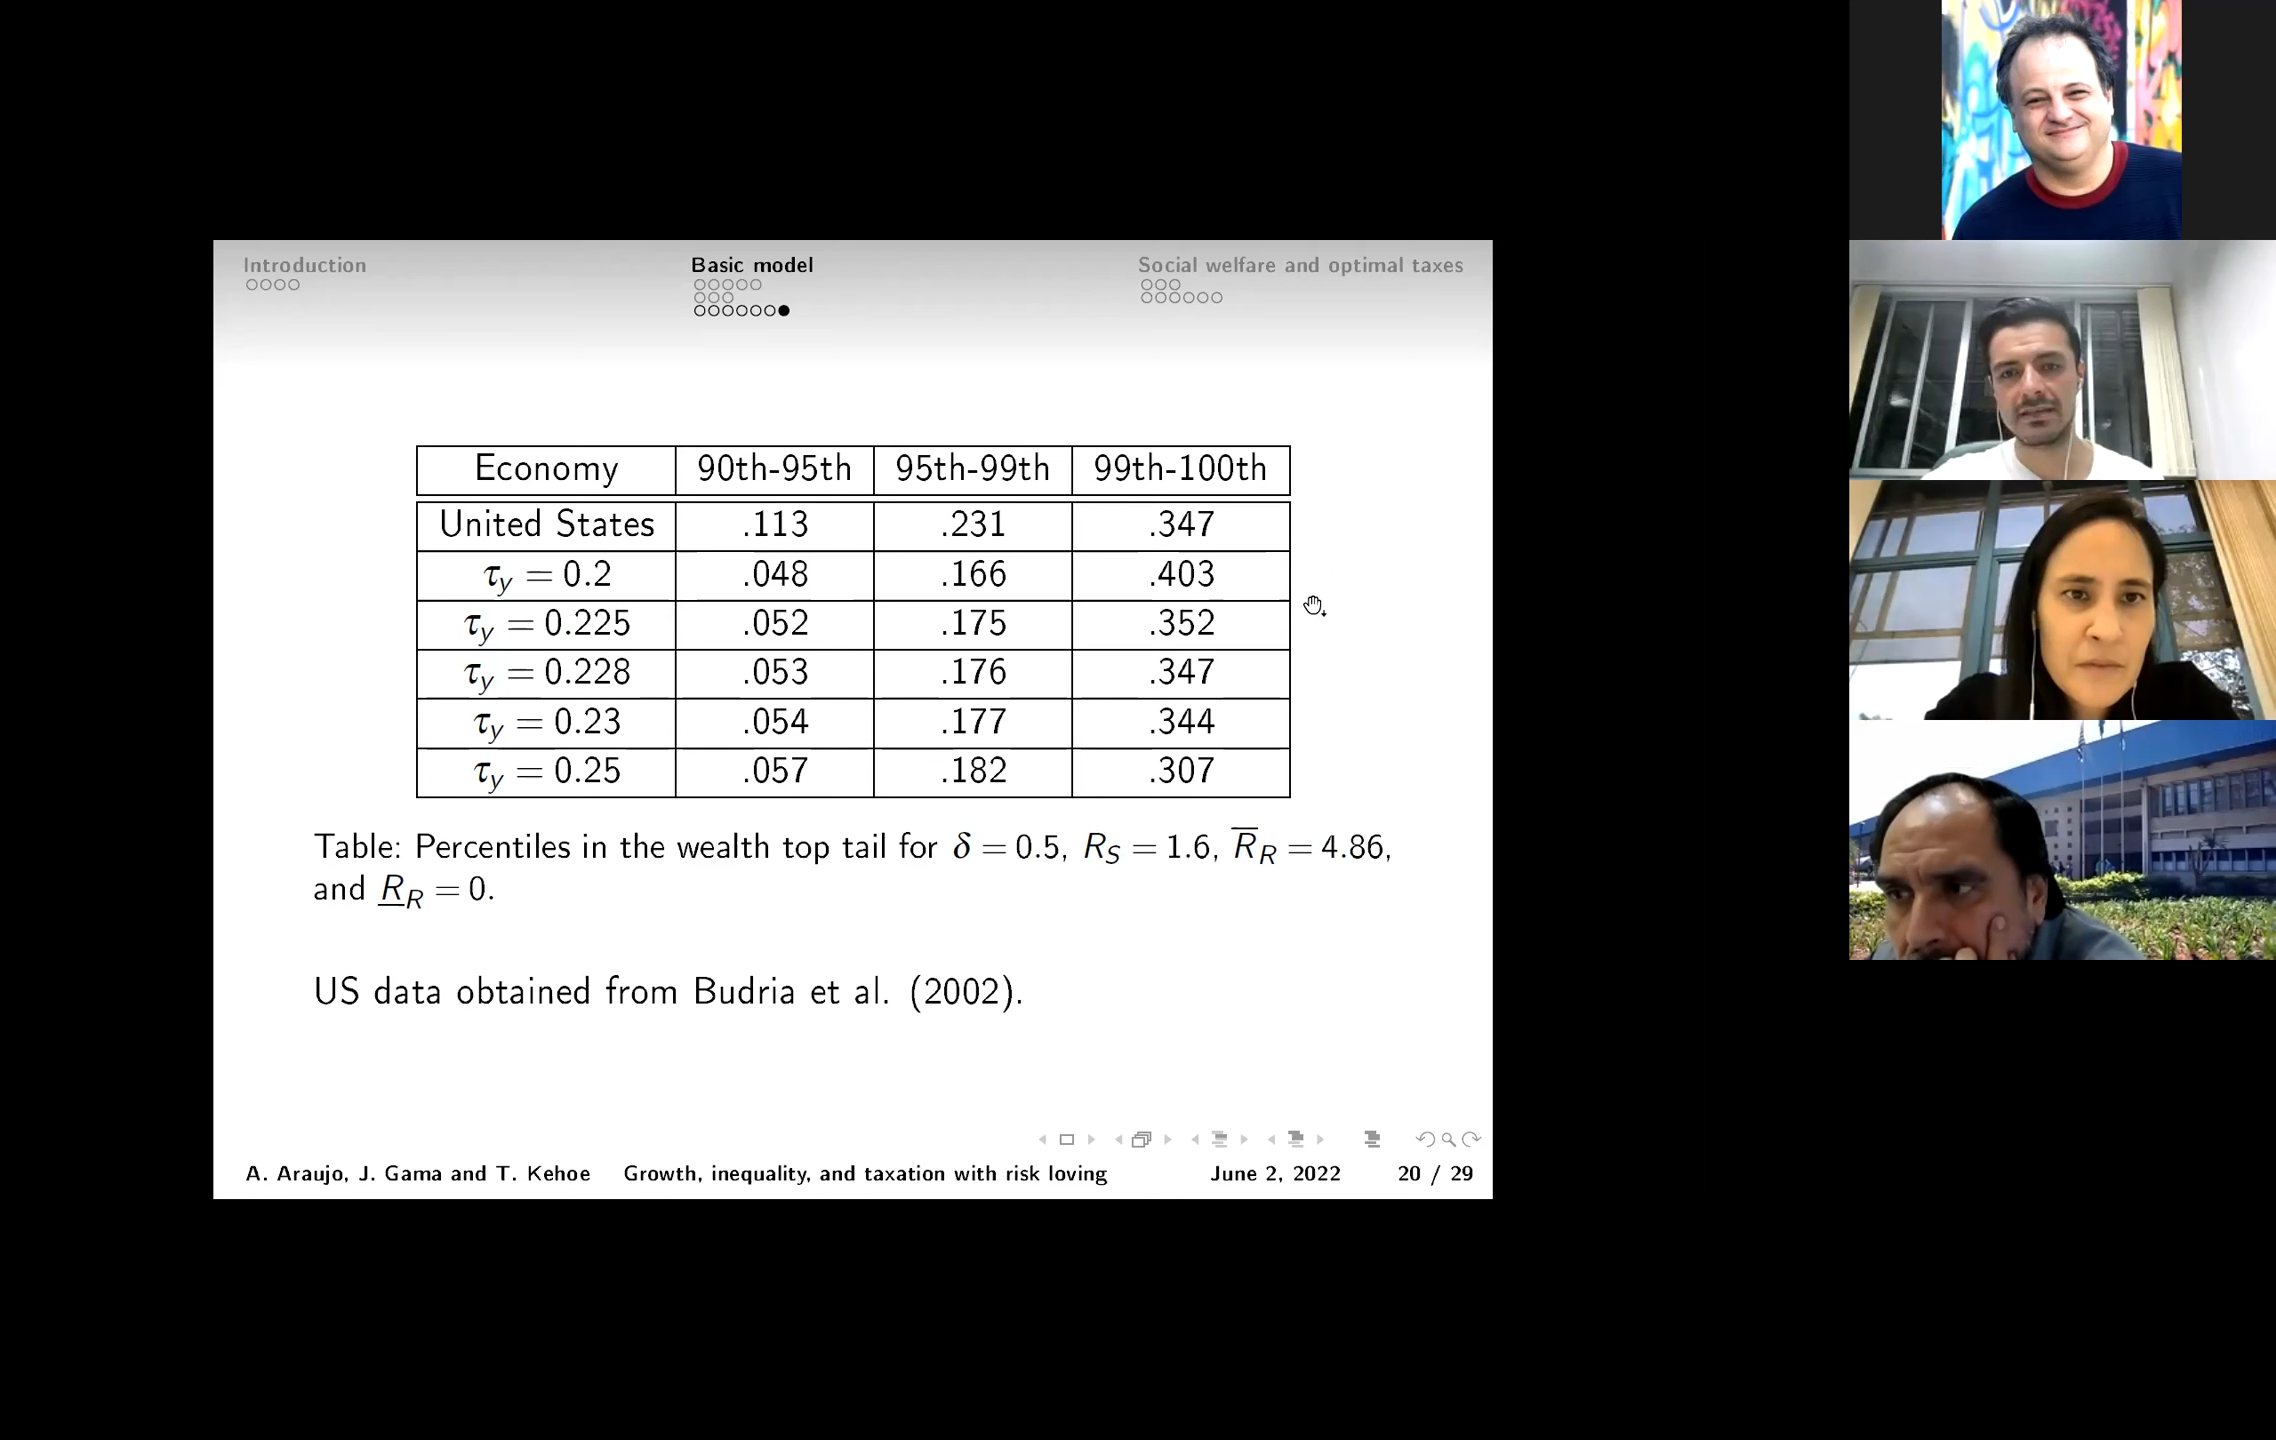 Introduction
Basic model
Social welfare and optimal taxes
Economy 90th-95th 95th-99th 99th-100th
United States .113 .231 .347
τy = 0.2 .048 .166 .403
τy = 0.225 .052 .175 .352
τy = 0.228 .053 .176 .347
τy = 0.23 .054 .177 .344
τy = 0.25 .057 .182 .307
Table: Percentiles in the wealth top tail for δ = 0.5, RS = 1.6, R̅R = 4.86,
and R̲R = 0.
US data obtained from Budria et al. (2002).
A. Araujo, J. Gama and T. Kehoe Growth, inequality, and taxation with risk loving June 2, 2022 20 / 29